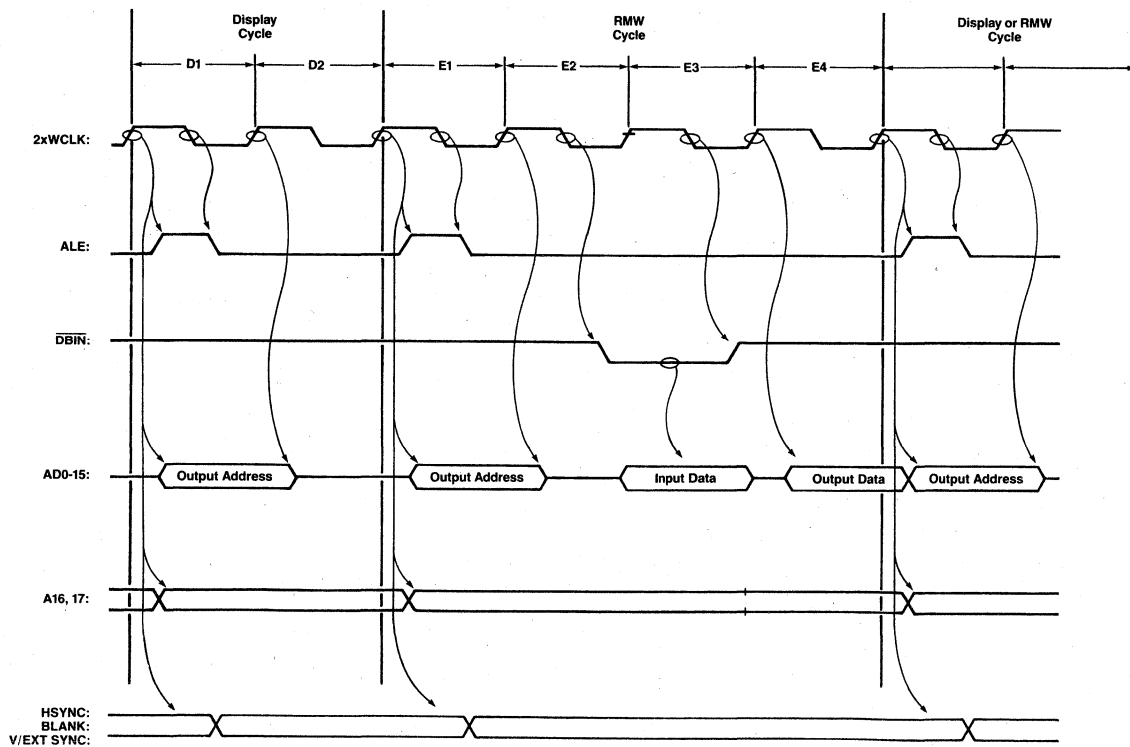 Display
Cycle
RMW
Cycle
Display or RMW
Cycle
D1
D2
E1
E2
E3
E4
2xWCLK:
ALE:
DBIN:
AD0-15:
Output Address
Output Address
Input Data
Output Data
Output Address
A16, 17:
HSYNC:
BLANK:
V/EXT SYNC: